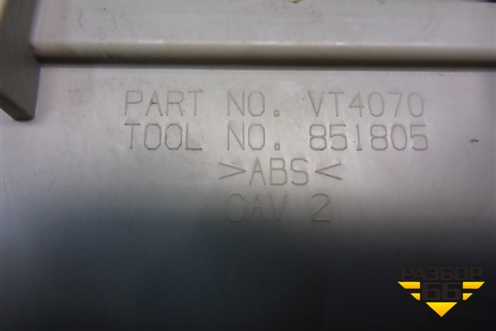 PART NO. VT4070
TOOL NO. 851805
>ABS<
CAV 2
РАЗБОР
66